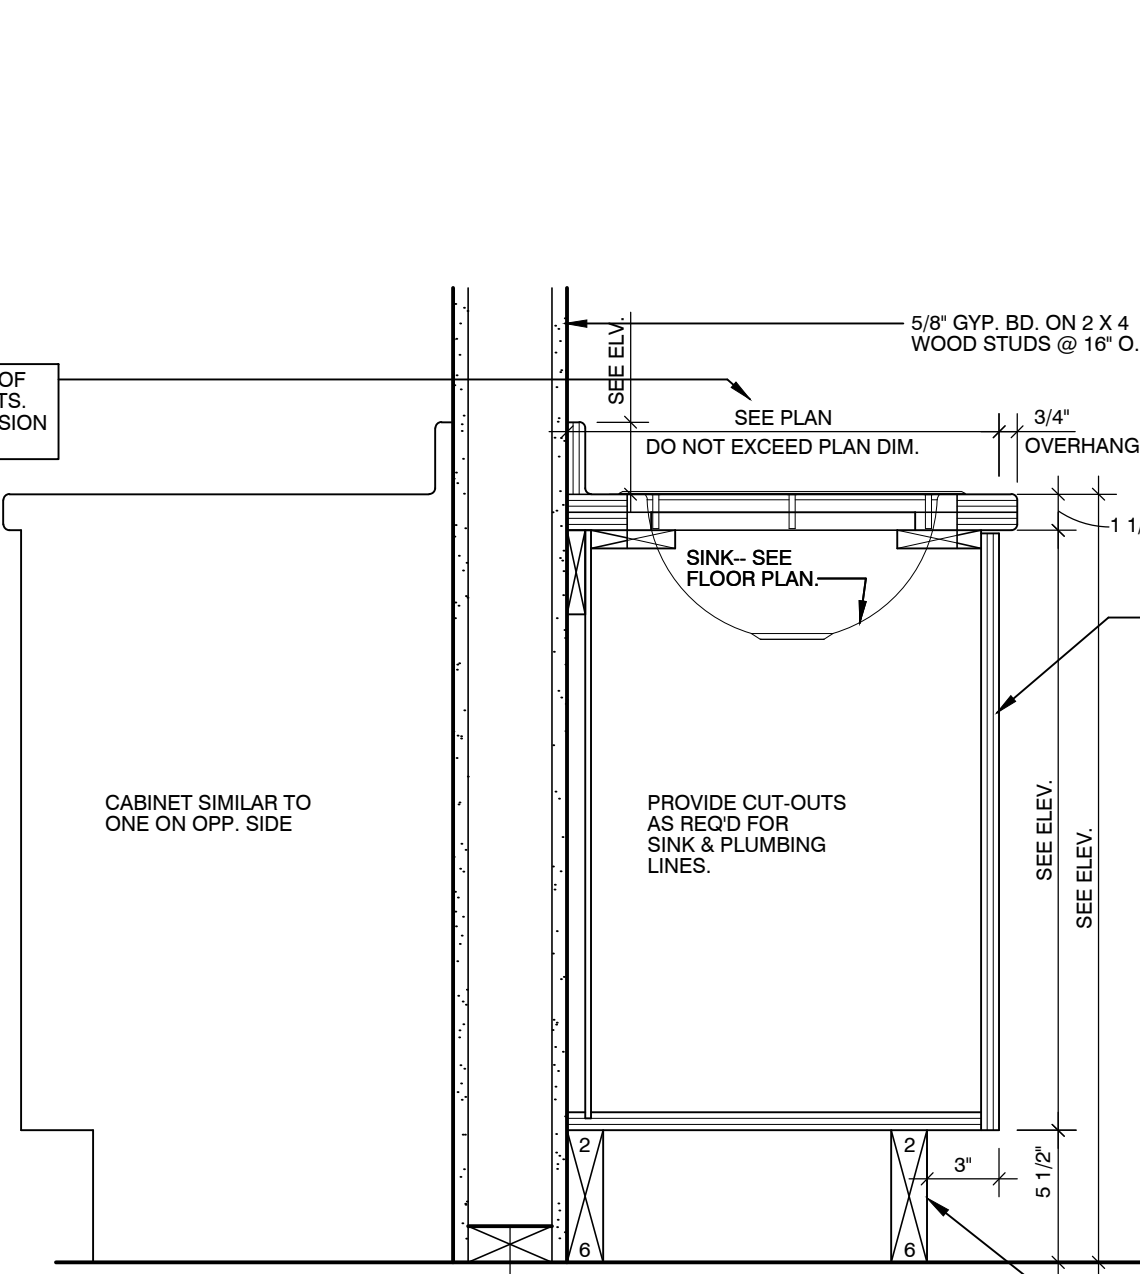 5/8" GYP. BD. ON 2 X 4
WOOD STUDS @ 16" O.
SEE ELV.
OF
TS.
SION
SEE PLAN
DO NOT EXCEED PLAN DIM.
3/4"
OVERHANG
1 1/
SINK-- SEE
FLOOR PLAN.
CABINET SIMILAR TO
ONE ON OPP. SIDE
PROVIDE CUT-OUTS
AS REQ'D FOR
SINK & PLUMBING
LINES.
SEE ELEV.
SEE ELEV.
2
2
3"
5 1/2"
6
6